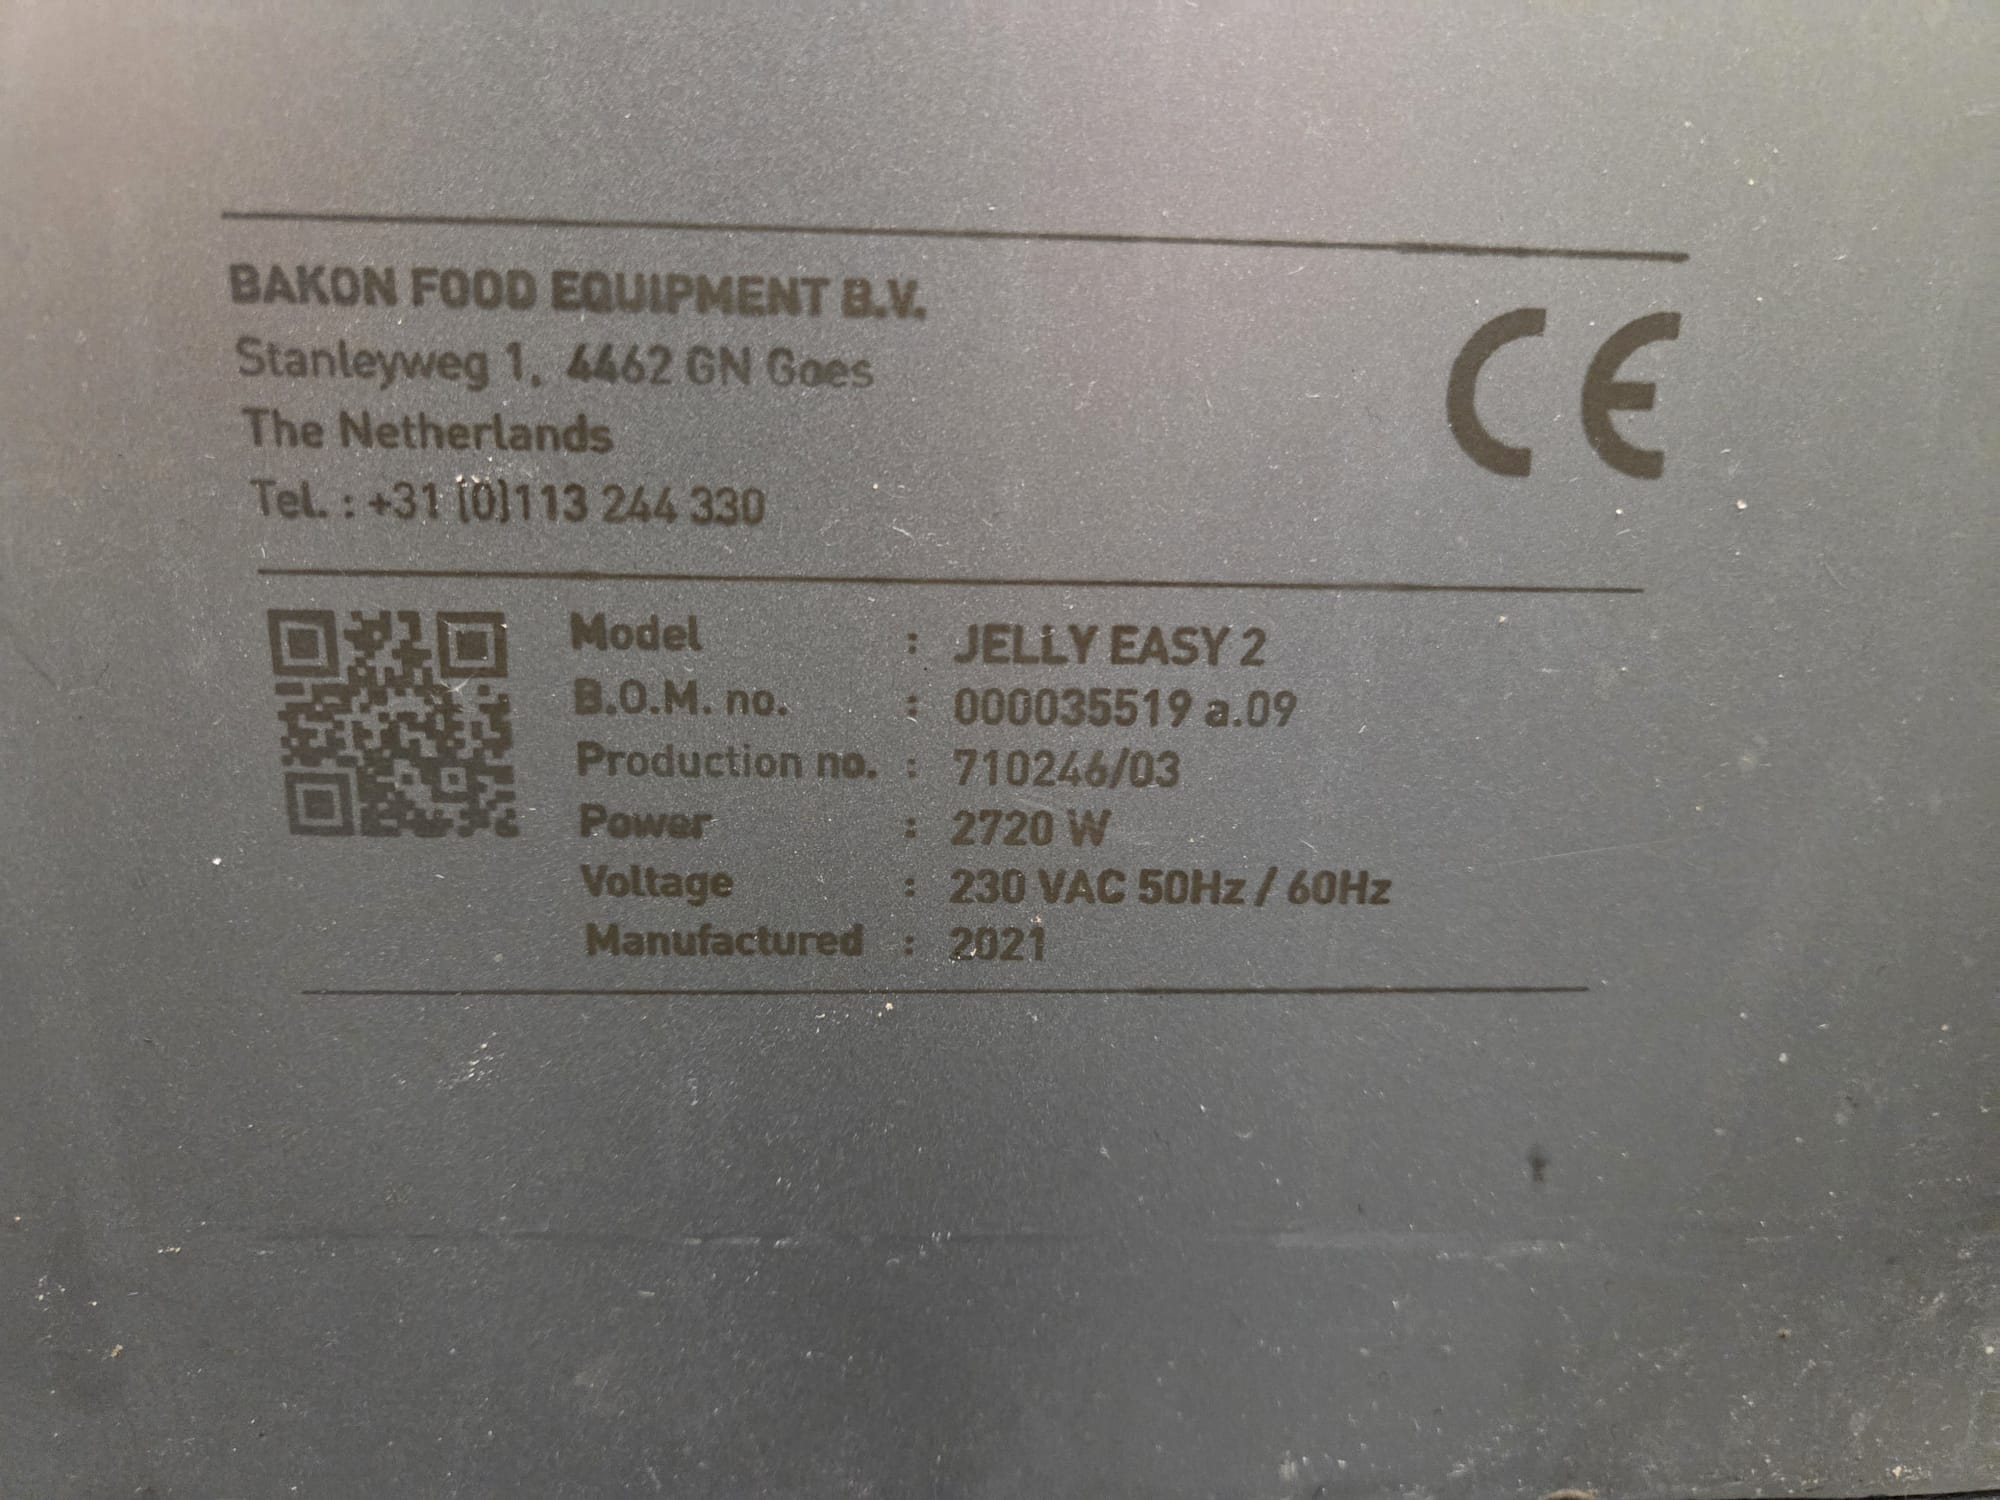 BAKON FOOD EQUIPMENT B.V.
Stanleyweg 1, 4462 GN Goes
The Netherlands
Tel. : +31 (0)113 244 330
CE
Model : JELLY EASY 2
B.O.M. no. : 000035519 a.09
Production no. : 710246/03
Power : 2720 W
Voltage : 230 VAC 50Hz / 60Hz
Manufactured : 2021